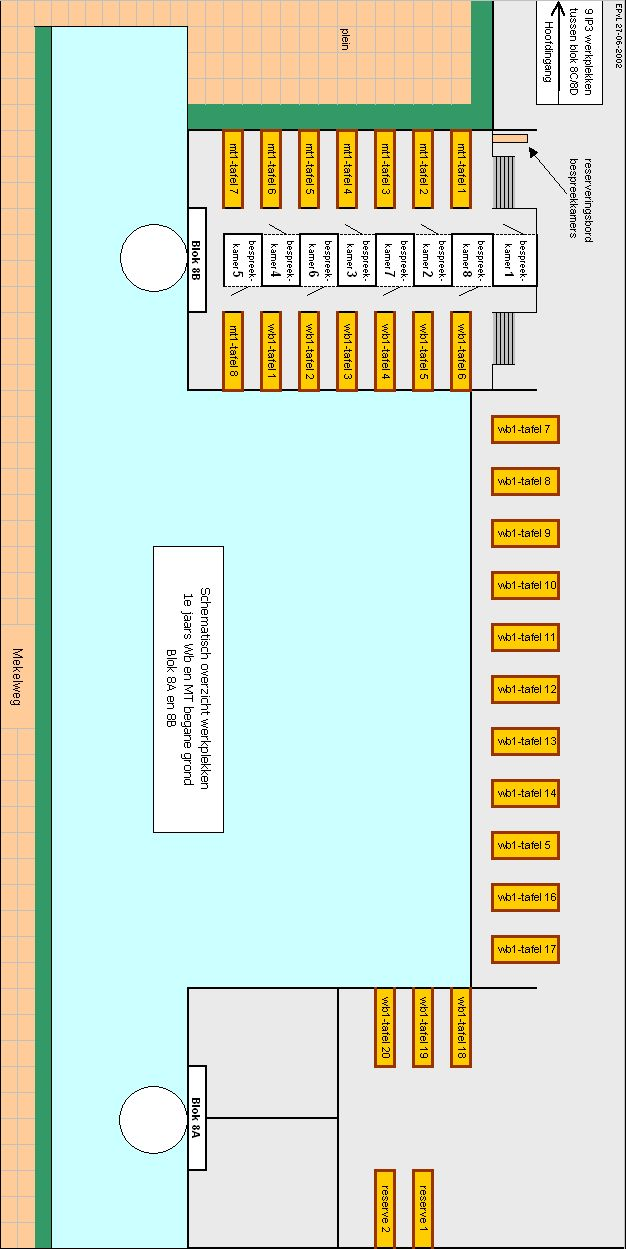 EPvL 27-06-2002
9 IP3 werkplekken
tussen blok 8C/8D
Hoofdingang
plein
reserveringsbord
bespreekkamers
mt1-tafel 1
mt1-tafel 2
mt1-tafel 3
mt1-tafel 4
mt1-tafel 5
mt1-tafel 6
mt1-tafel 7
bespreek-
kamer 1
bespreek-
kamer 8
bespreek-
kamer 2
bespreek-
kamer 7
bespreek-
kamer 3
bespreek-
kamer 6
bespreek-
kamer 4
bespreek-
kamer 5
Blok 8B
wb1-tafel 6
wb1-tafel 5
wb1-tafel 4
wb1-tafel 3
wb1-tafel 2
wb1-tafel 1
mt1-tafel 8
wb1-tafel 7
wb1-tafel 8
wb1-tafel 9
wb1-tafel 10
wb1-tafel 11
wb1-tafel 12
wb1-tafel 13
wb1-tafel 14
wb1-tafel 5
wb1-tafel 16
wb1-tafel 17
Schematisch overzicht werkplekken
1e jaars Wb en MT begane grond
Blok 8A en 8B
Mekelweg
wb1-tafel 18
wb1-tafel 19
wb1-tafel 20
Blok 8A
reserve 1
reserve 2